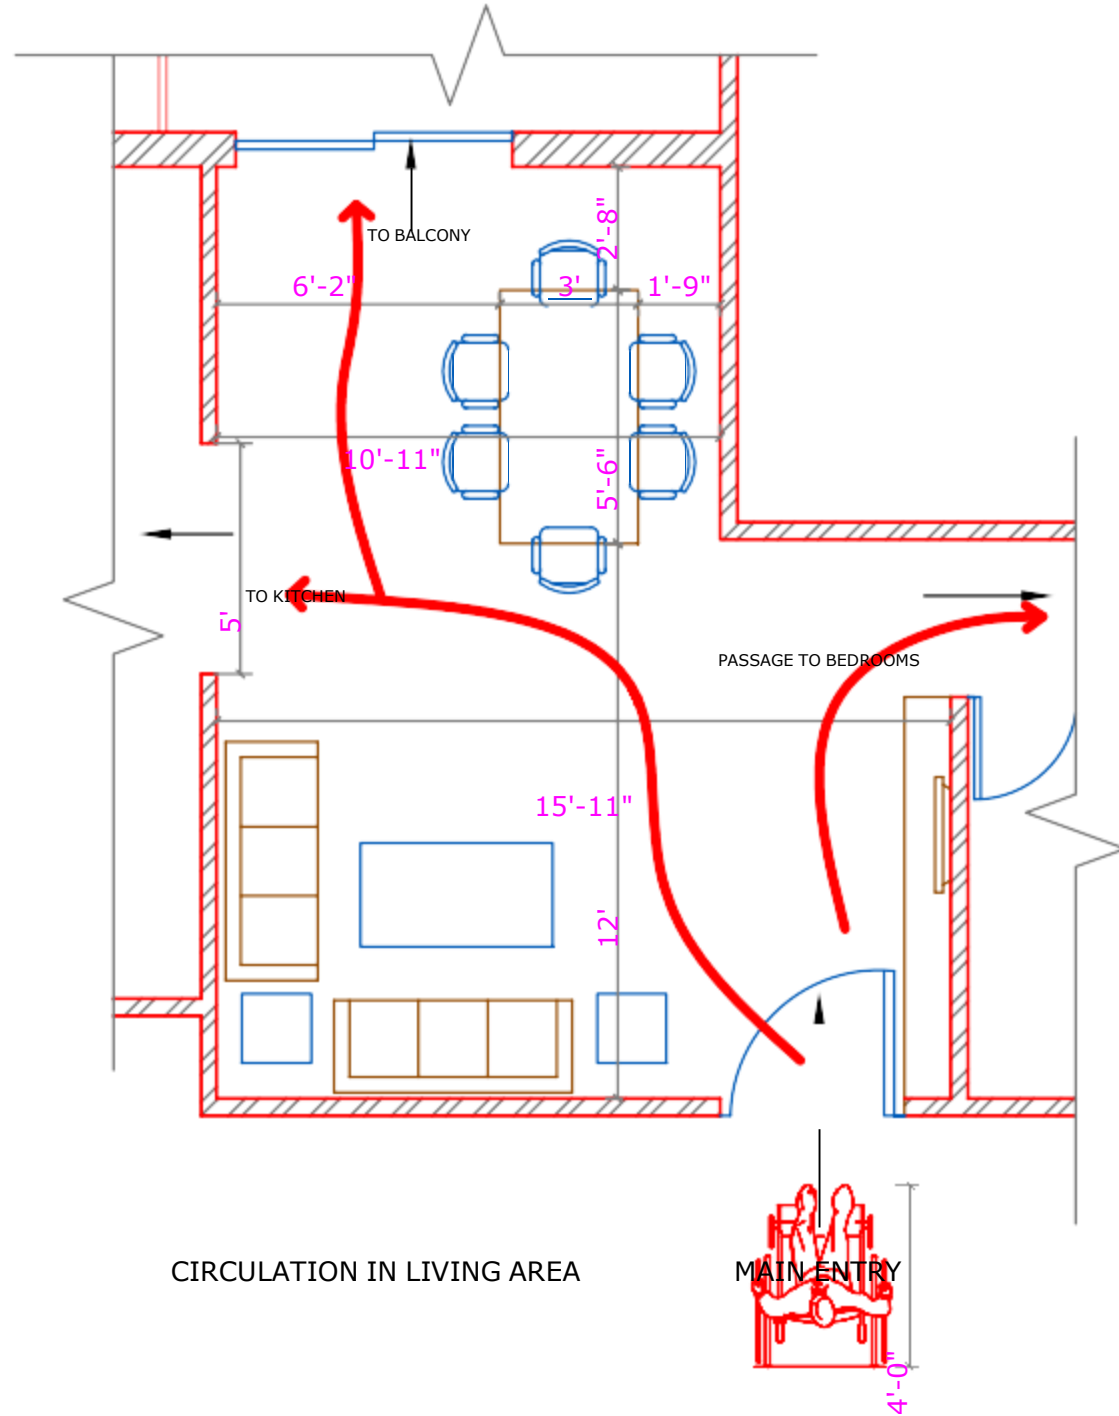 2'-8"
TO BALCONY
6'-2"
3'
1'-9"
10'-11"
5'-6"
TO KITCHEN
5'
PASSAGE TO BEDROOMS
15'-11"
12'
CIRCULATION IN LIVING AREA
MAIN ENTRY
4'-0"